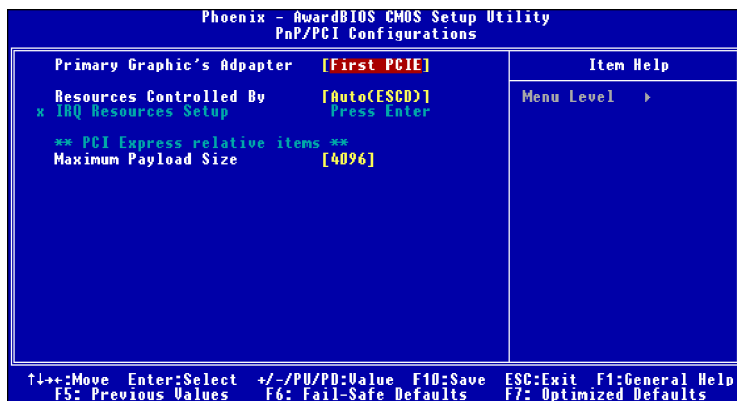 Phoenix - AwardBIOS CMOS Setup Utility
PnP/PCI Configurations
Primary Graphic's Adpapter [First PCIE]
Item Help
Resources Controlled By [Auto(ESCD)]
Menu Level ▸
x IRQ Resources Setup Press Enter
** PCI Express relative items **
Maximum Payload Size [4096]
↑↓→←:Move Enter:Select +/-/PU/PD:Value F10:Save ESC:Exit F1:General Help
F5: Previous Values F6: Fail-Safe Defaults F7: Optimized Defaults